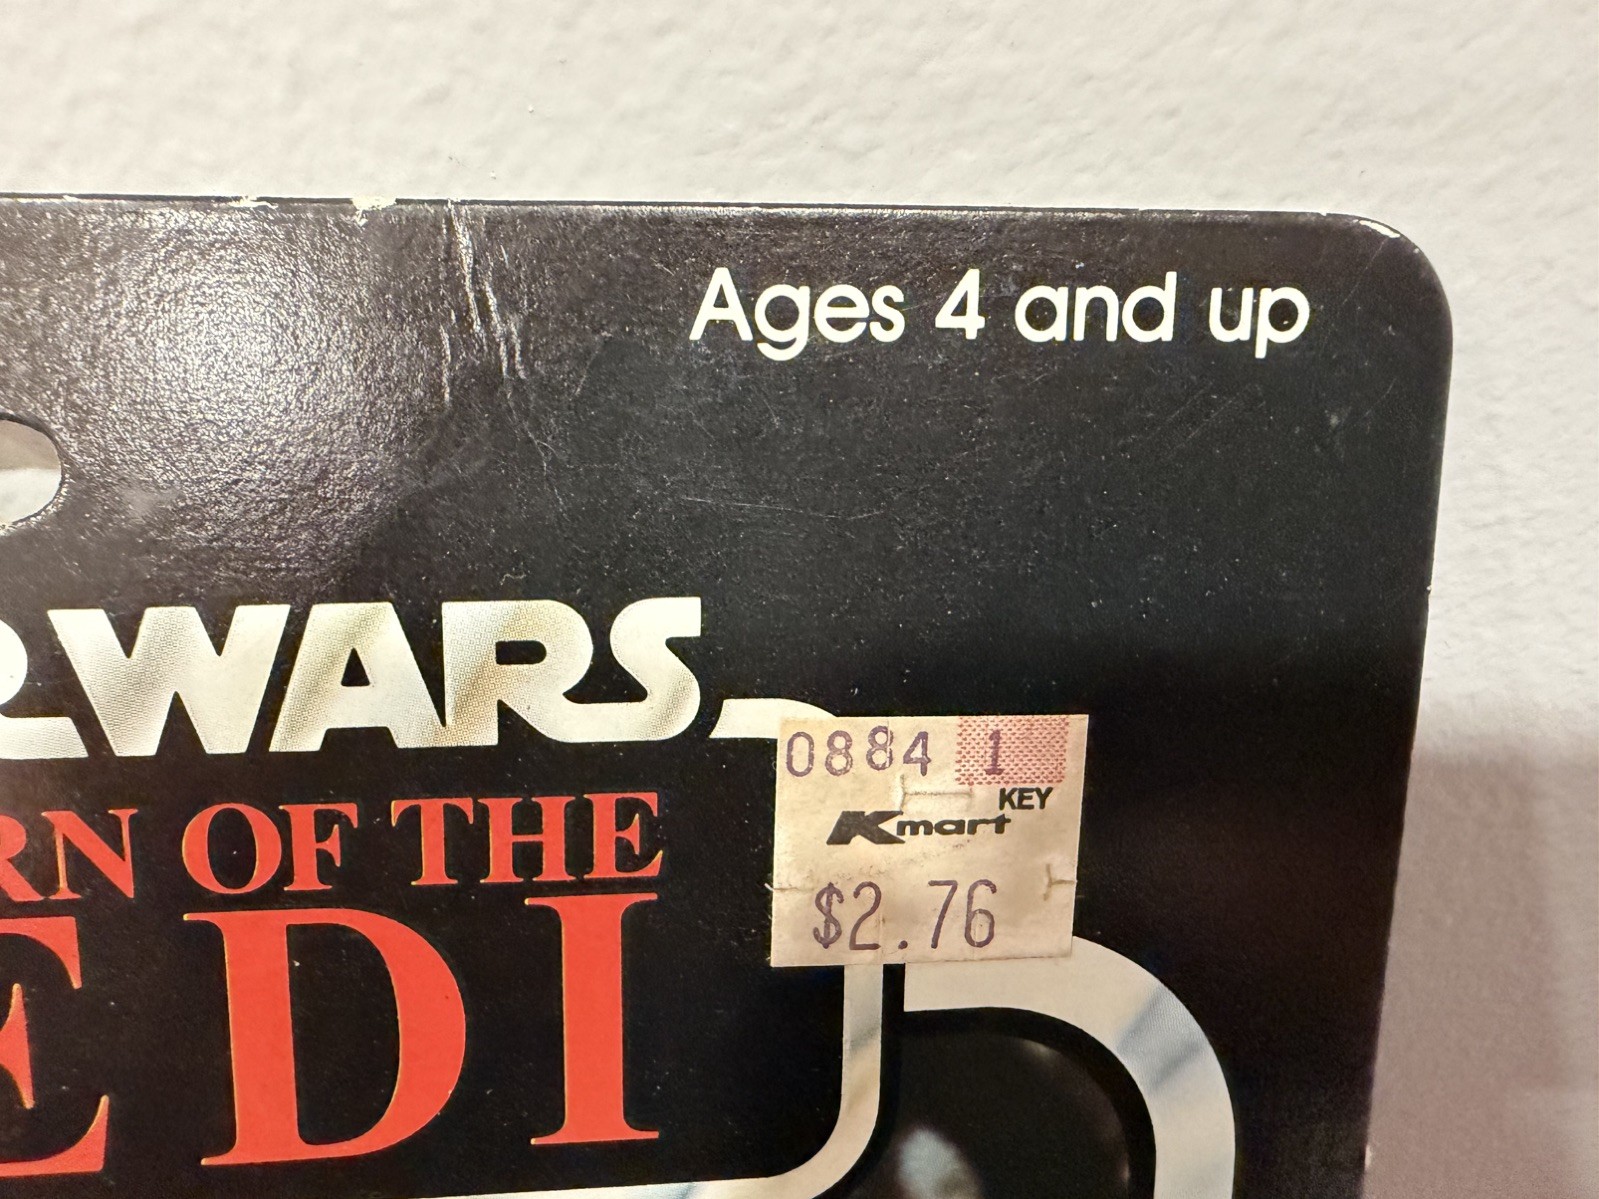 Ages 4 and up
R WARS
0884 1
KEY
Kmart
$2.76
RN OF THE
EDI